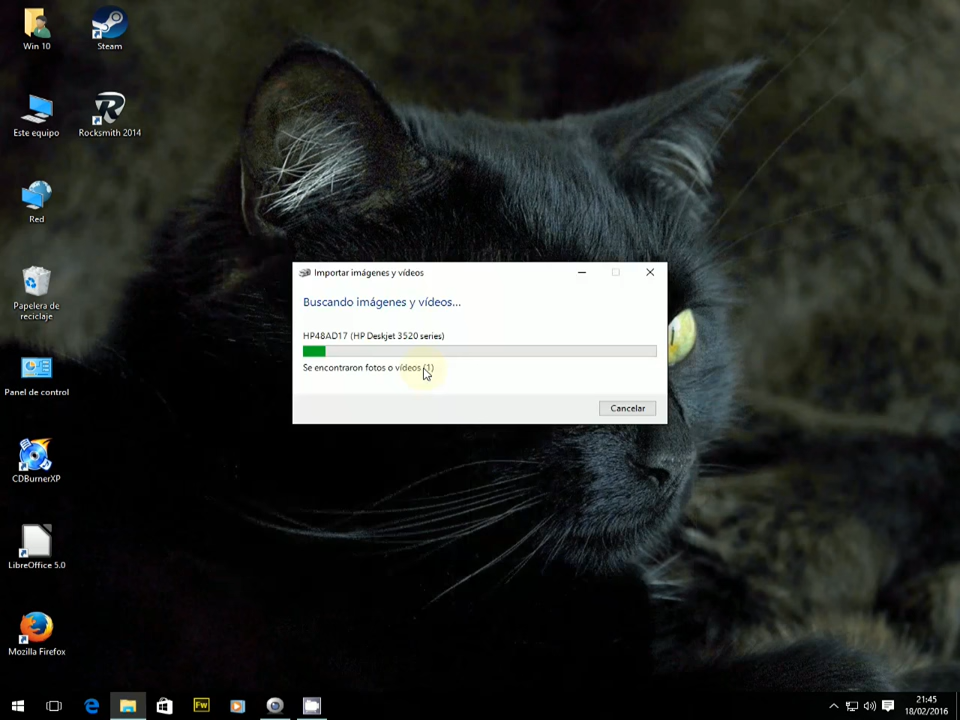 Win 10
Steam
Este equipo
Rocksmith 2014
Red
Papelera de
reciclaje
Panel de control
CDBurnerXP
LibreOffice 5.0
Mozilla Firefox
Importar imágenes y vídeos
Buscando imágenes y vídeos...
HP48AD17 (HP Deskjet 3520 series)
Se encontraron fotos o vídeos (1)
Cancelar
Fw
21:45
18/02/2016